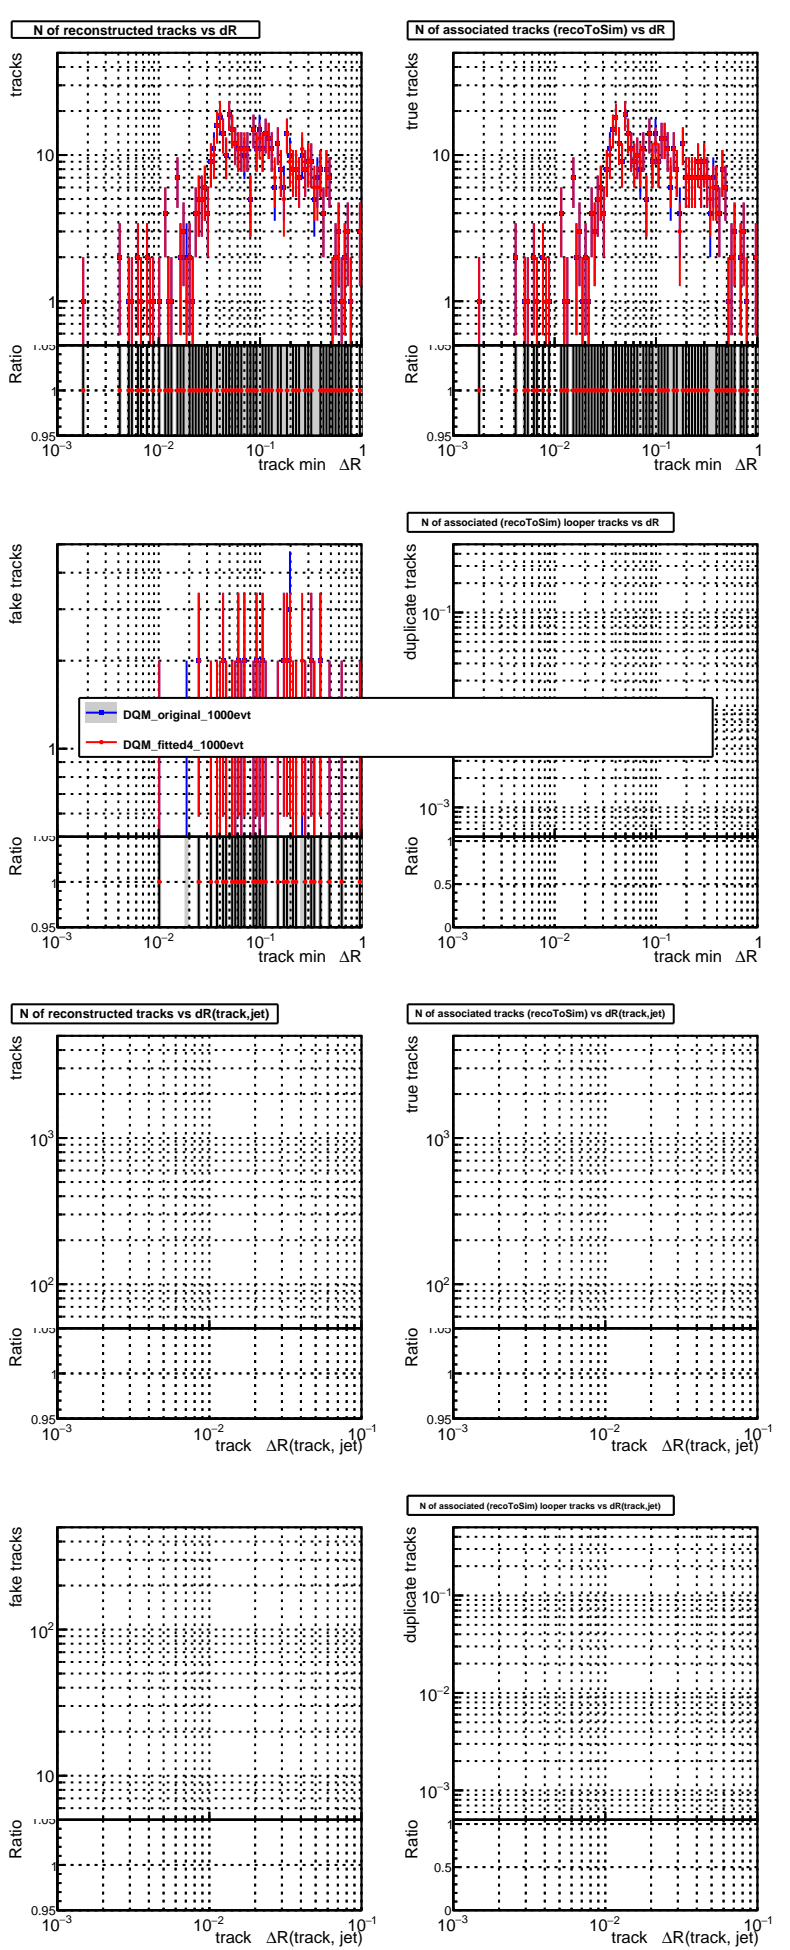 N of reconstructed tracks vs dR
tracks
10
1
1.05
Ratio
1
0.95
10⁻³ 10⁻² 10⁻¹ 1
track min ΔR
N of associated tracks (recoToSim) vs dR
true tracks
10
1
1.05
Ratio
1
0.95
10⁻³ 10⁻² 10⁻¹ 1
track min ΔR
fake tracks
1
1.05
Ratio
1
0.95
10⁻³ 10⁻² 10⁻¹ 1
track min ΔR
N of associated (recoToSim) looper tracks vs dR
duplicate tracks
10⁻¹
10⁻³
Ratio
1
0.5
0
10⁻³ 10⁻² 10⁻¹ 1
track min ΔR
DQM_original_1000evt
DQM_fitted4_1000evt
N of reconstructed tracks vs dR(track,jet)
tracks
10³
10²
1.05
Ratio
1
0.95
10⁻³ 10⁻² 10⁻¹
track ΔR(track, jet)
N of associated tracks (recoToSim) vs dR(track,jet)
true tracks
10³
10²
1.05
Ratio
1
0.95
10⁻³ 10⁻² 10⁻¹
track ΔR(track, jet)
fake tracks
10²
10
1.05
Ratio
1
0.95
10⁻³ 10⁻² 10⁻¹
track ΔR(track, jet)
N of associated (recoToSim) looper tracks vs dR(track,jet)
duplicate tracks
10⁻¹
10⁻²
10⁻³
Ratio
1
0.5
0
10⁻³ 10⁻² 10⁻¹
track ΔR(track, jet)